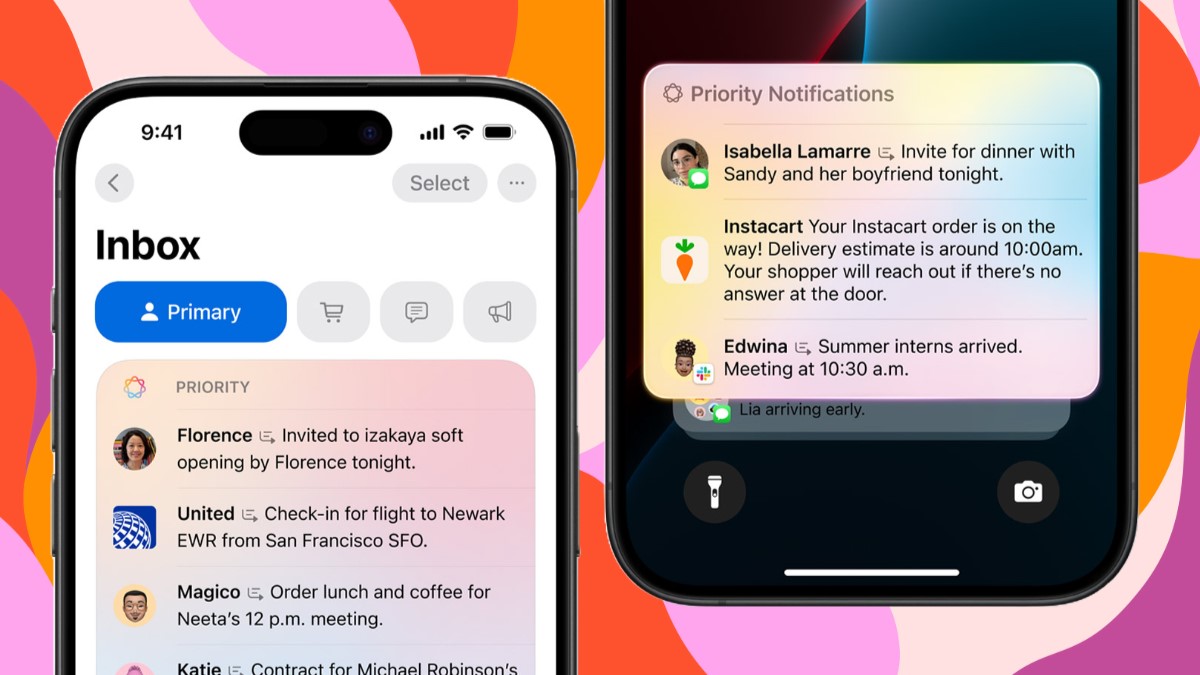 9:41
Select
Inbox
Primary
PRIORITY
Florence Invited to izakaya soft
opening by Florence tonight.
United Check-in for flight to Newark
EWR from San Francisco SFO.
Magico Order lunch and coffee for
Neeta's 12 p.m. meeting.
Katie Contract for Michael Robinson's
Priority Notifications
Isabella Lamarre Invite for dinner with
Sandy and her boyfriend tonight.
Instacart Your Instacart order is on the
way! Delivery estimate is around 10:00am.
Your shopper will reach out if there's no
answer at the door.
Edwina Summer interns arrived.
Meeting at 10:30 a.m.
Lia arriving early.